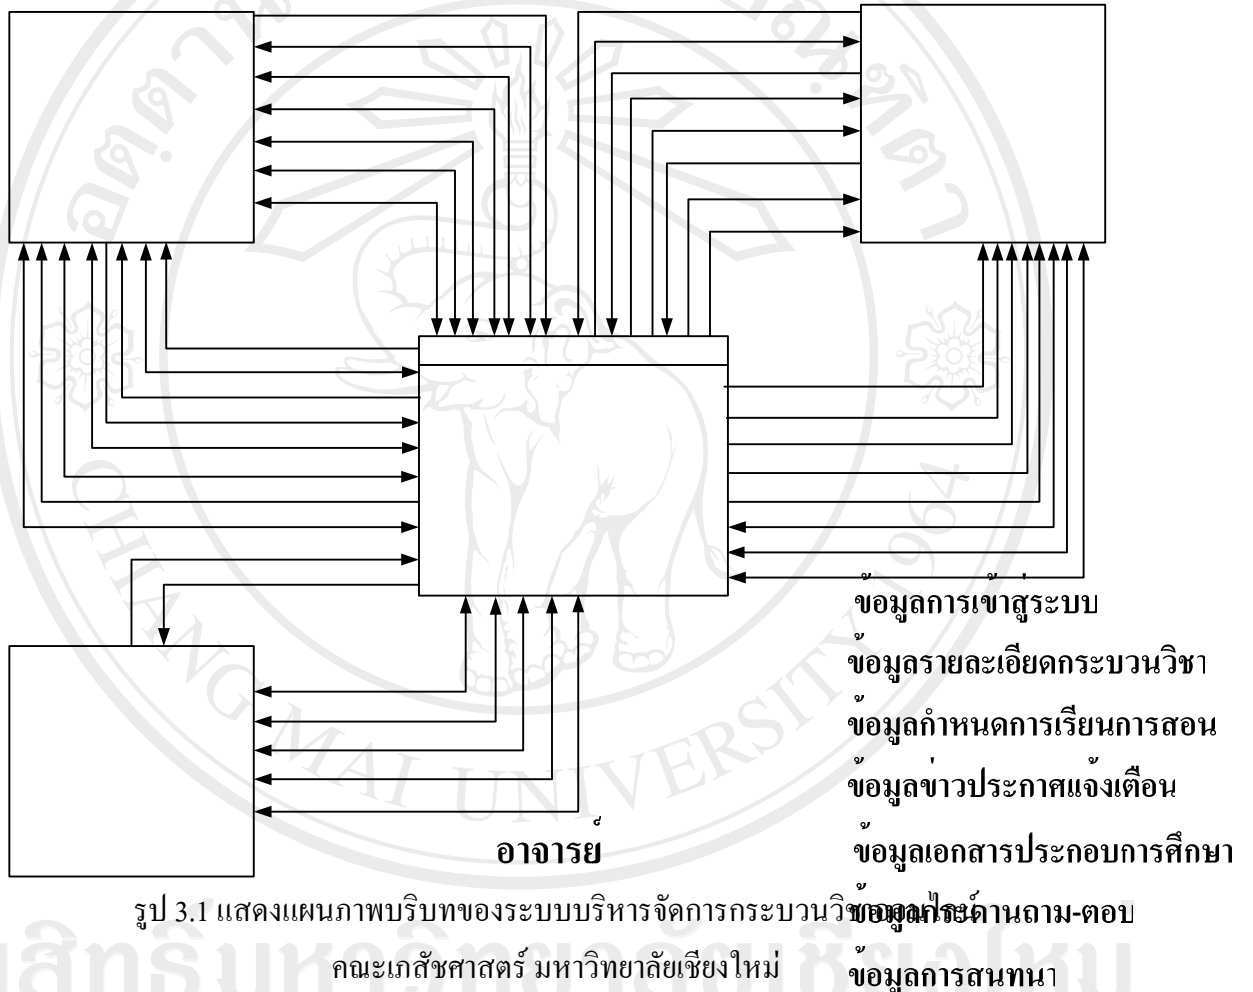 CHIANG MAI UNIVERSITY 1964
ข้อมูลการเข้าสู่ระบบ
ข้อมูลรายละเอียดกระบวนวิชา
ข้อมูลกำหนดการเรียนการสอน
ข้อมูลข่าวประกาศแจ้งเตือน
อาจารย์
ข้อมูลเอกสารประกอบการศึกษา
รูป 3.1 แสดงแผนภาพบริบทของระบบบริหารจัดการกระบวนวิชาออนไลน์
ข้อมูลกระดานถาม-ตอบ
คณะเภสัชศาสตร์ มหาวิทยาลัยเชียงใหม่
ข้อมูลการสนทนา